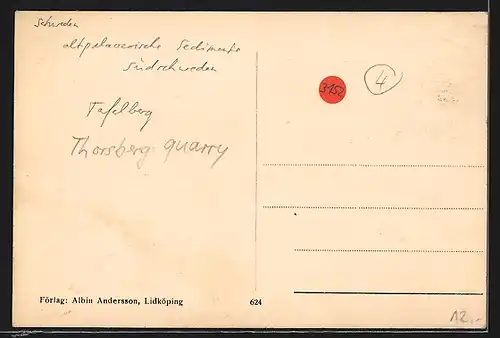 Schweden
altpalaeozoische Sedimente
Südschweden
3152
4
Tafelberg
Thorsberg quarry
Förlag: Albin Andersson, Lidköping
624
12.-